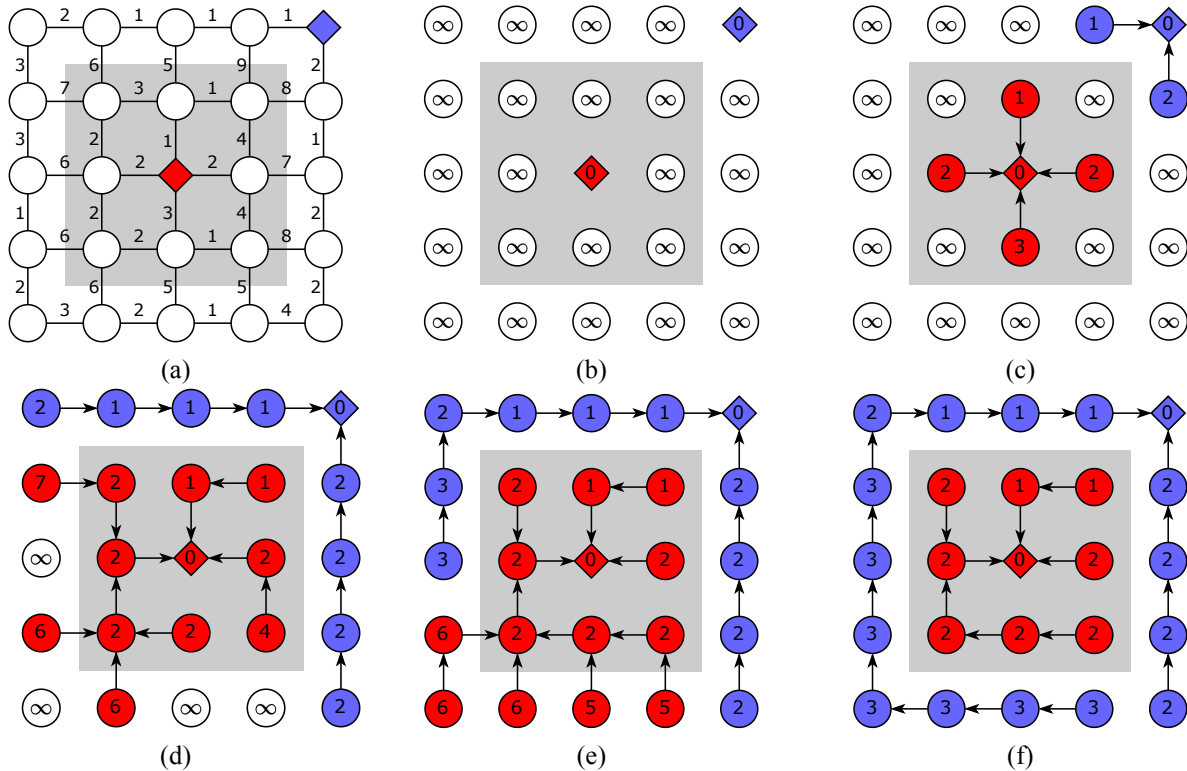 2 1 1 1
3 6 5 9 2
7 3 1 8
3 2 1 4 1
6 2 2 7
1 2 3 4 2
6 2 1 8
2 6 5 5 2
3 2 1 4
(a)
∞ ∞ ∞ ∞ 0
∞ ∞ ∞ ∞ ∞
∞ ∞ 0 ∞ ∞
∞ ∞ ∞ ∞ ∞
∞ ∞ ∞ ∞ ∞
(b)
∞ ∞ ∞ 1 0
∞ ∞ 1 ∞ 2
∞ 2 0 2 ∞
∞ ∞ 3 ∞ ∞
∞ ∞ ∞ ∞ ∞
(c)
2 1 1 1 0
7 2 1 1 2
∞ 2 0 2 2
6 2 2 4 2
∞ 6 ∞ ∞ 2
(d)
2 1 1 1 0
3 2 1 1 2
3 2 0 2 2
6 2 2 2 2
6 6 5 5 2
(e)
2 1 1 1 0
3 2 1 1 2
3 2 0 2 2
3 2 2 2 2
3 3 3 3 2
(f)